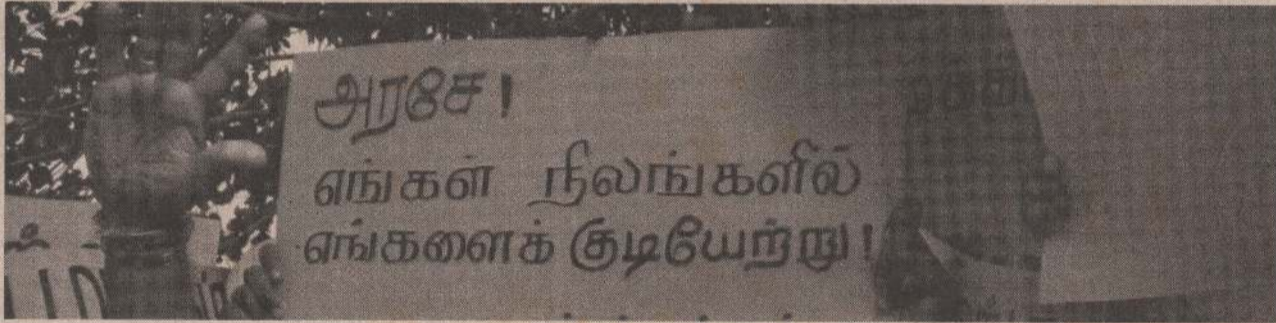 அரசே!
எங்கள் நிலங்களில்
எங்களைக் குடியேற்று!